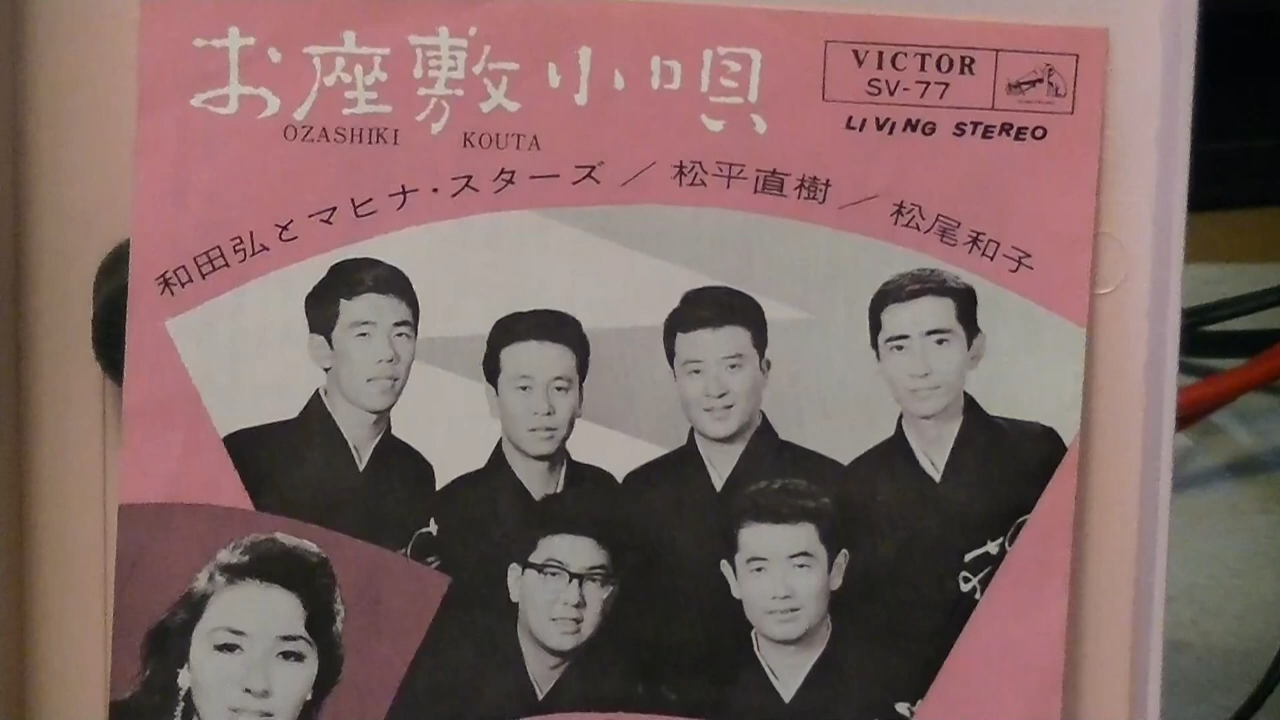 お座敷小唄
OZASHIKI KOUTA
VICTOR
SV-77
LIVING STEREO
和田弘とマヒナ・スターズ／松平直樹／松尾和子